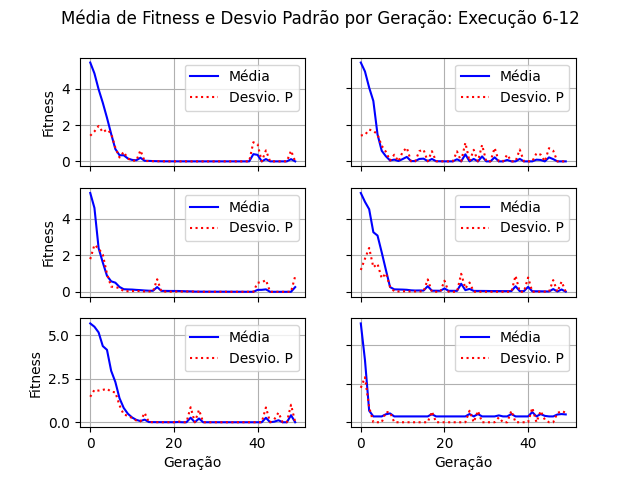 Média de Fitness e Desvio Padrão por Geração: Execução 6-12
Fitness
4
2
0
Média
Desvio. P
Média
Desvio. P
Fitness
4
2
0
Média
Desvio. P
Média
Desvio. P
Fitness
5.0
2.5
0.0
Média
Desvio. P
Média
Desvio. P
0 20 40
Geração
0 20 40
Geração